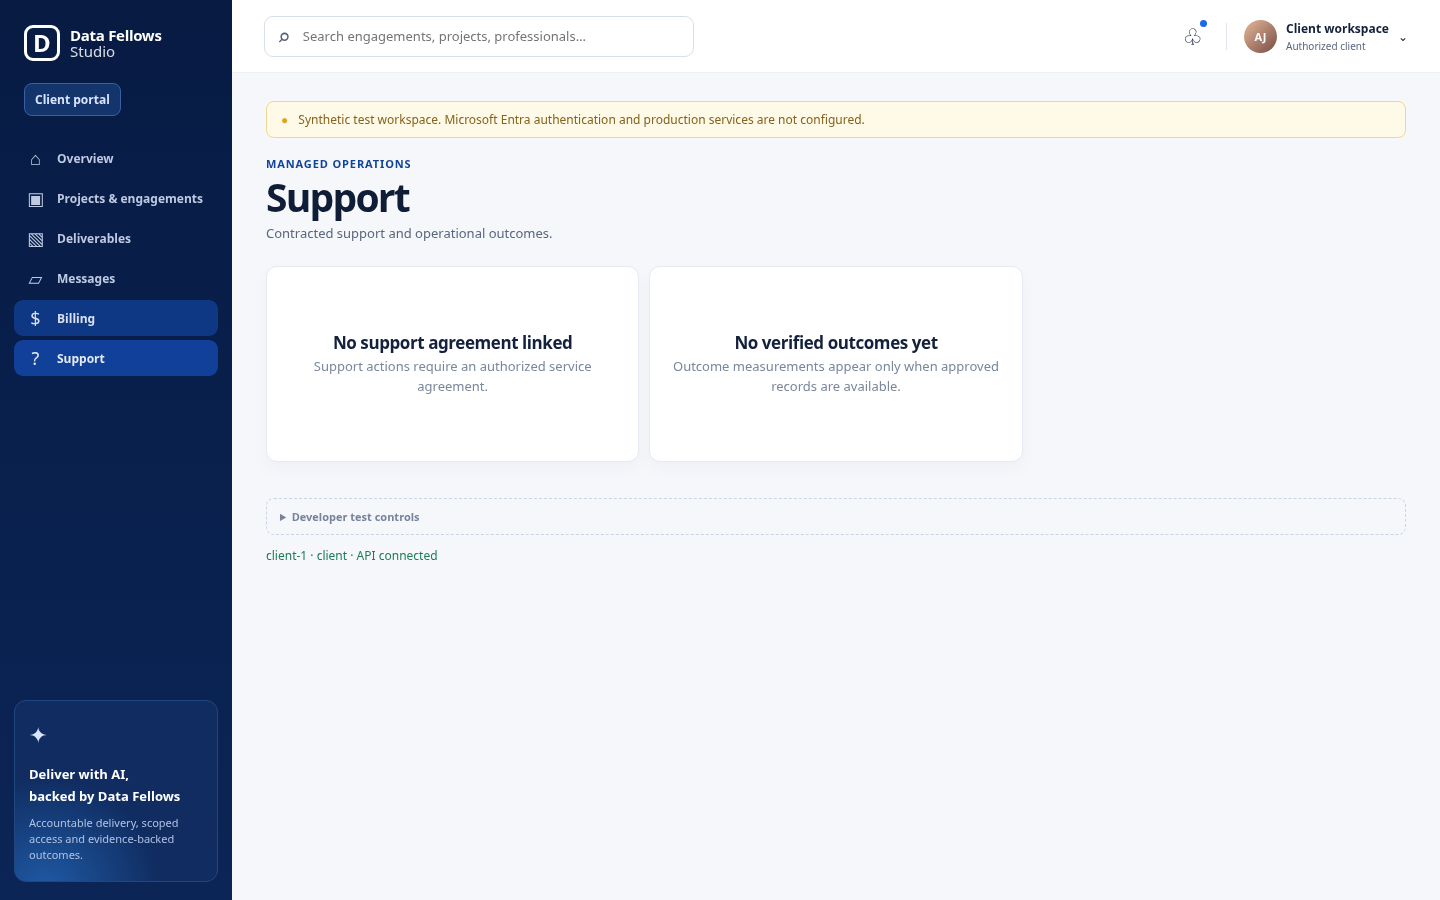 D
Data Fellows
Studio
Client portal
Overview
Projects & engagements
Deliverables
Messages
$ Billing
? Support
Deliver with AI,
backed by Data Fellows
Accountable delivery, scoped
access and evidence-backed
outcomes.
Search engagements, projects, professionals...
AJ
Client workspace
Authorized client
Synthetic test workspace. Microsoft Entra authentication and production services are not configured.
MANAGED OPERATIONS
Support
Contracted support and operational outcomes.
No support agreement linked
Support actions require an authorized service
agreement.
No verified outcomes yet
Outcome measurements appear only when approved
records are available.
Developer test controls
client-1 · client · API connected